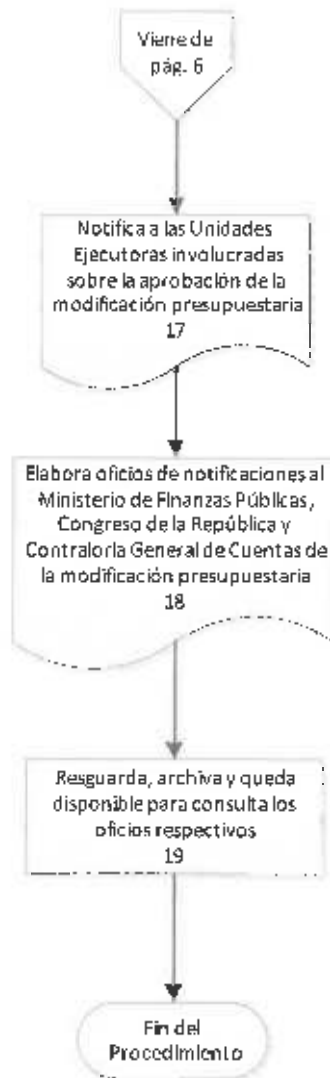 Viene de
pág. 6
Notifica a las Unidades
Ejecutoras involucradas
sobre la aprobación de la
modificación presupuestaria
17
Elabora oficios de notificaciones al
Ministerio de Finanzas Públicas,
Congreso de la República y
Contraloría General de Cuentas de
la modificación presupuestaria
18
Resguarda, archiva y queda
disponible para consulta los
oficios respectivos
19
Fin del
Procedimiento